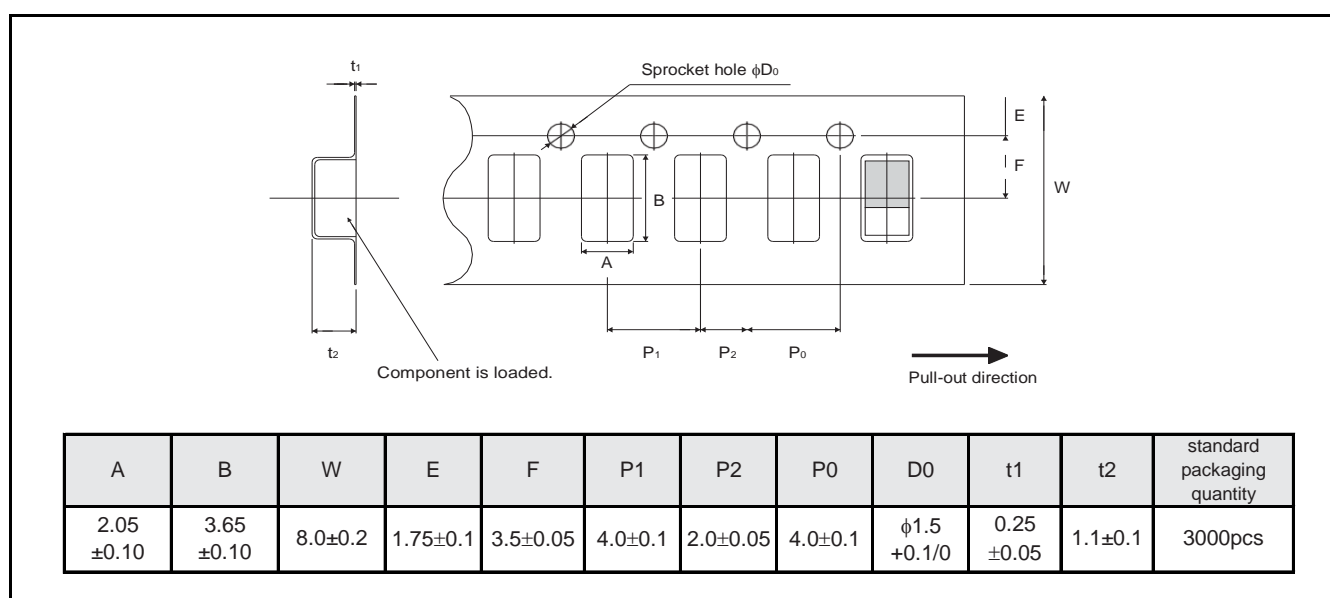 t1
Sprocket hole ϕD0
E
F
W
B
A
t2
P1
P2
P0
Component is loaded.
Pull-out direction
A B W E F P1 P2 P0 D0 t1 t2 standard packaging quantity
2.05 ±0.10 3.65 ±0.10 8.0±0.2 1.75±0.1 3.5±0.05 4.0±0.1 2.0±0.05 4.0±0.1 ϕ1.5 +0.1/0 0.25 ±0.05 1.1±0.1 3000pcs